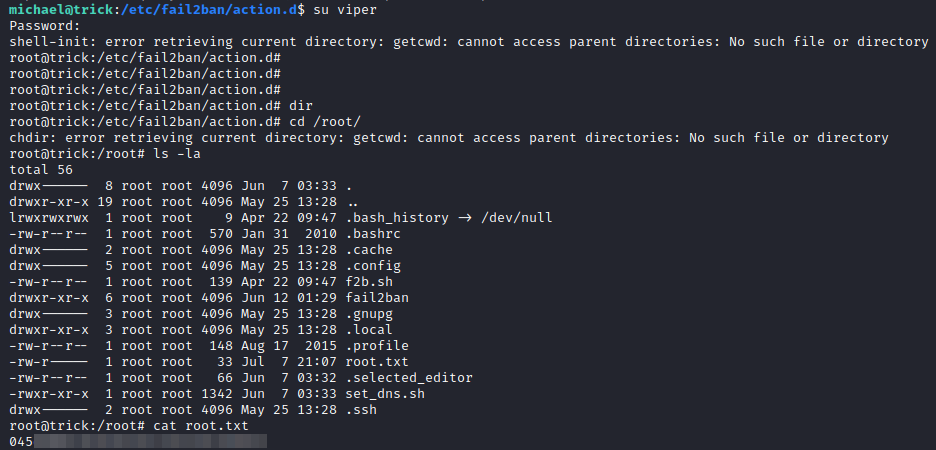 michael@trick:/etc/fail2ban/action.d$ su viper
Password:
shell-init: error retrieving current directory: getcwd: cannot access parent directories: No such file or directory
root@trick:/etc/fail2ban/action.d#
root@trick:/etc/fail2ban/action.d#
root@trick:/etc/fail2ban/action.d#
root@trick:/etc/fail2ban/action.d# dir
root@trick:/etc/fail2ban/action.d# cd /root/
chdir: error retrieving current directory: getcwd: cannot access parent directories: No such file or directory
root@trick:/root# ls -la
total 56
drwx------  8 root root 4096 Jun  7 03:33 .
drwxr-xr-x 19 root root 4096 May 25 13:28 ..
lrwxrwxrwx  1 root root    9 Apr 22 09:47 .bash_history -> /dev/null
-rw-r--r--  1 root root  570 Jan 31  2010 .bashrc
drwx------  2 root root 4096 May 25 13:28 .cache
drwx------  5 root root 4096 May 25 13:28 .config
-rw-r--r--  1 root root  139 Apr 22 09:47 f2b.sh
drwxr-xr-x  6 root root 4096 Jun 12 01:29 fail2ban
drwx------  3 root root 4096 May 25 13:28 .gnupg
drwxr-xr-x  3 root root 4096 May 25 13:28 .local
-rw-r--r--  1 root root  148 Aug 17  2015 .profile
-rw-r-----  1 root root   33 Jul  7 21:07 root.txt
-rw-r--r--  1 root root   66 Jun  7 03:32 .selected_editor
-rwxr-xr-x  1 root root 1342 Jun  7 03:33 set_dns.sh
drwx------  2 root root 4096 May 25 13:28 .ssh
root@trick:/root# cat root.txt
045